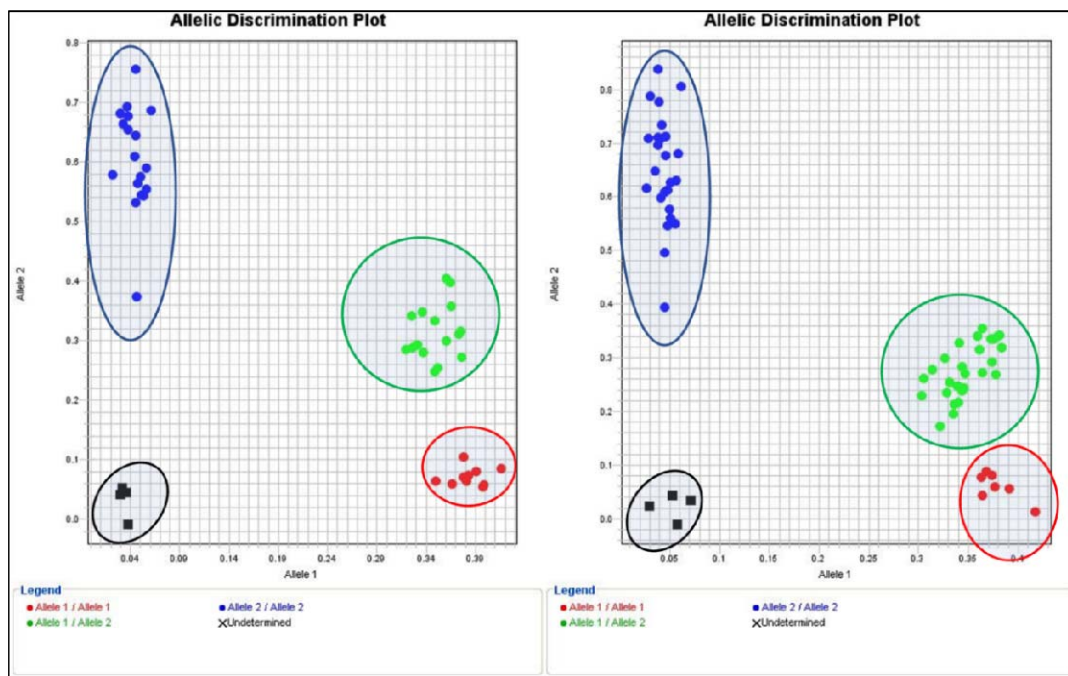 Allelic Discrimination Plot
0.8
0.7
0.6
0.5
0.4
0.3
0.2
0.1
0.0
Allele 2
0.04 0.09 0.14 0.19 0.24 0.29 0.34 0.39
Allele 1
Legend
Allele 1 / Allele 1
Allele 2 / Allele 2
Allele 1 / Allele 2
Undetermined
Allelic Discrimination Plot
0.8
0.7
0.6
0.5
0.4
0.3
0.2
0.1
0.0
Allele 2
0.05 0.1 0.15 0.2 0.25 0.3 0.35 0.4
Allele 1
Legend
Allele 1 / Allele 1
Allele 2 / Allele 2
Allele 1 / Allele 2
Undetermined